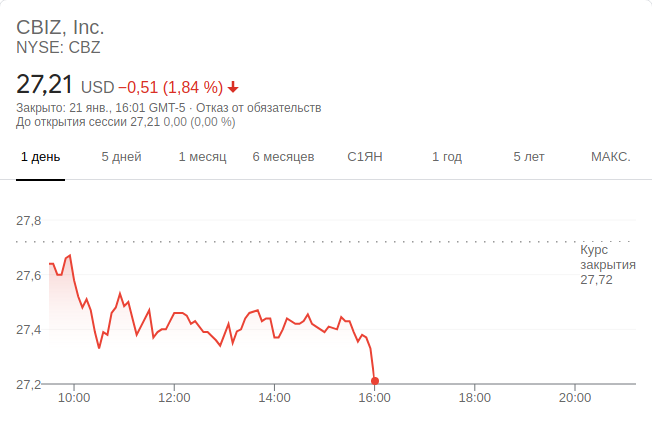 CBIZ, Inc.
NYSE: CBZ
27,21 USD −0,51 (1,84 %)
Закрыто: 21 янв., 16:01 GMT-5 · Отказ от обязательств
До открытия сессии 27,21 0,00 (0,00 %)
1 день 5 дней 1 месяц 6 месяцев С1ЯН 1 год 5 лет МАКС.
27,8
Курс
закрытия
27,72
27,6
27,4
27,2
10:00 12:00 14:00 16:00 18:00 20:00